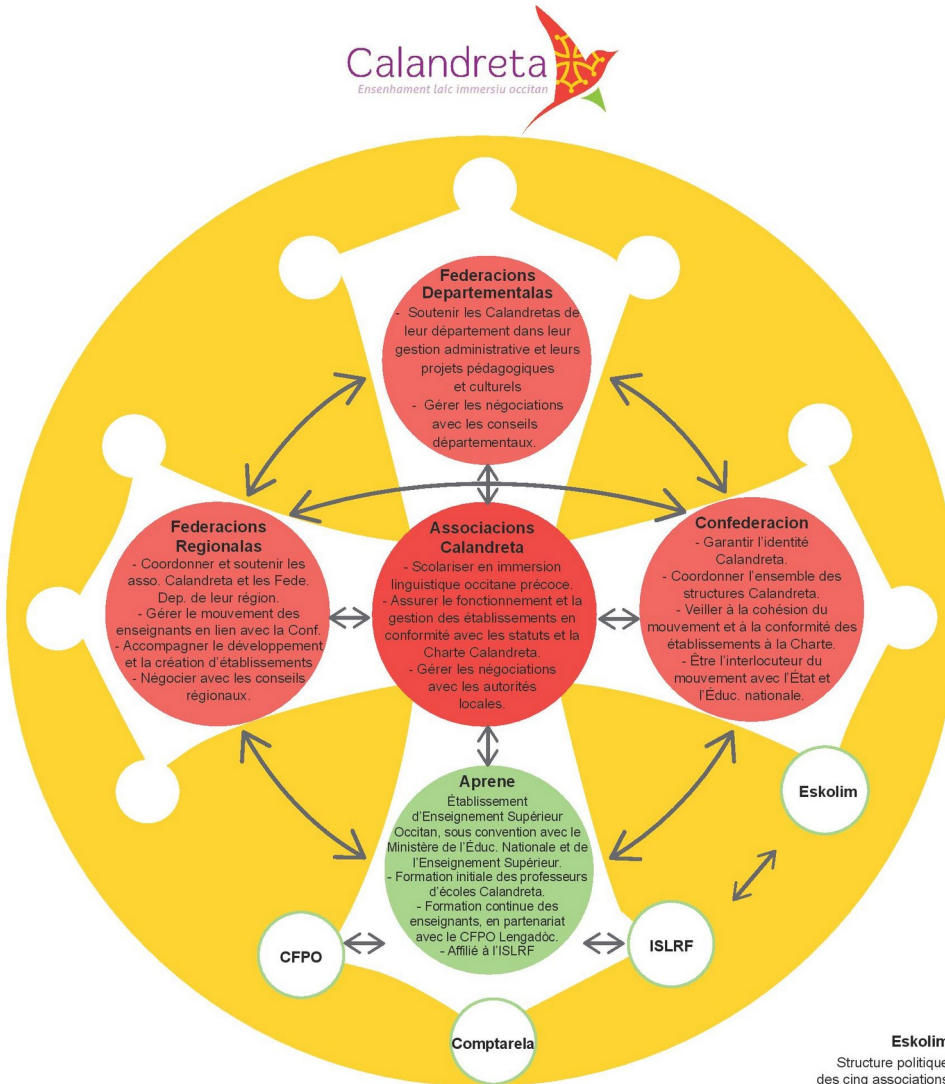 Calandreta
Ensenhament laïc immersiu occitan
Federacions
Departementalas
- Soutenir les Calandretas de
leur département dans leur
gestion administrative et leurs
projets pédagogiques
et culturels
- Gérer les négociations
avec les conseils
départementaux.
Federacions
Regionalas
- Coordonner et soutenir les
asso. Calandreta et les Fede.
Dep. de leur région.
- Gérer le mouvement des
enseignants en lien avec la Conf.
- Accompagner le développement
et la création d'établissements
- Négocier avec les conseils
régionaux.
Associacions
Calandreta
- Scolariser en immersion
linguistique occitane précoce.
- Assurer le fonctionnement et la
gestion des établissements en
conformité avec les statuts et la
Charte Calandreta.
- Gérer les négociations
avec les autorités
locales.
Confederacion
- Garantir l'identité
Calandreta.
- Coordonner l'ensemble des
structures Calandreta.
- Veiller à la cohésion du
mouvement et à la conformité des
établissements à la Charte.
- Être l'interlocuteur du
mouvement avec l'État et
l'Éduc. nationale.
Aprene
Établissement
d'Enseignement Supérieur
Occitan, sous convention avec le
Ministère de l'Éduc. Nationale et de
l'Enseignement Supérieur.
- Formation initiale des professeurs
d'écoles Calandreta.
- Formation continue des
enseignants, en partenariat
avec le CFPO Lengadòc.
- Affilié à l'ISLRF
Eskolim
CFPO
ISLRF
Comptarela
Eskolim
Structure politique
des cinq associations